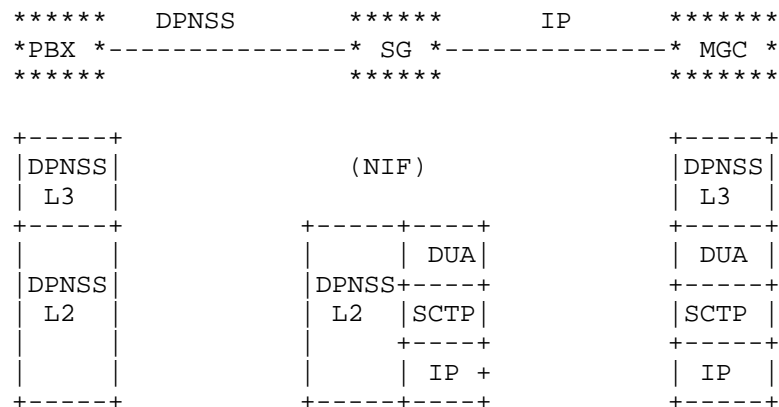 ******     DPNSS        ******        IP       *******
*PBX *---------------* SG *--------------* MGC *
******                  ******                *******
+-----+                                       +-----+
|DPNSS|              (NIF)                |DPNSS|
| L3  |                                       | L3  |
+-----+           +-----+----+           +-----+
|     |           |     | DUA|           | DUA |
|DPNSS|           |DPNSS+----+           +-----+
| L2  |           | L2  |SCTP|           |SCTP |
|     |           |     +----+           +-----+
|     |           |     | IP +           | IP  |
+-----+           +-----+----+           +-----+